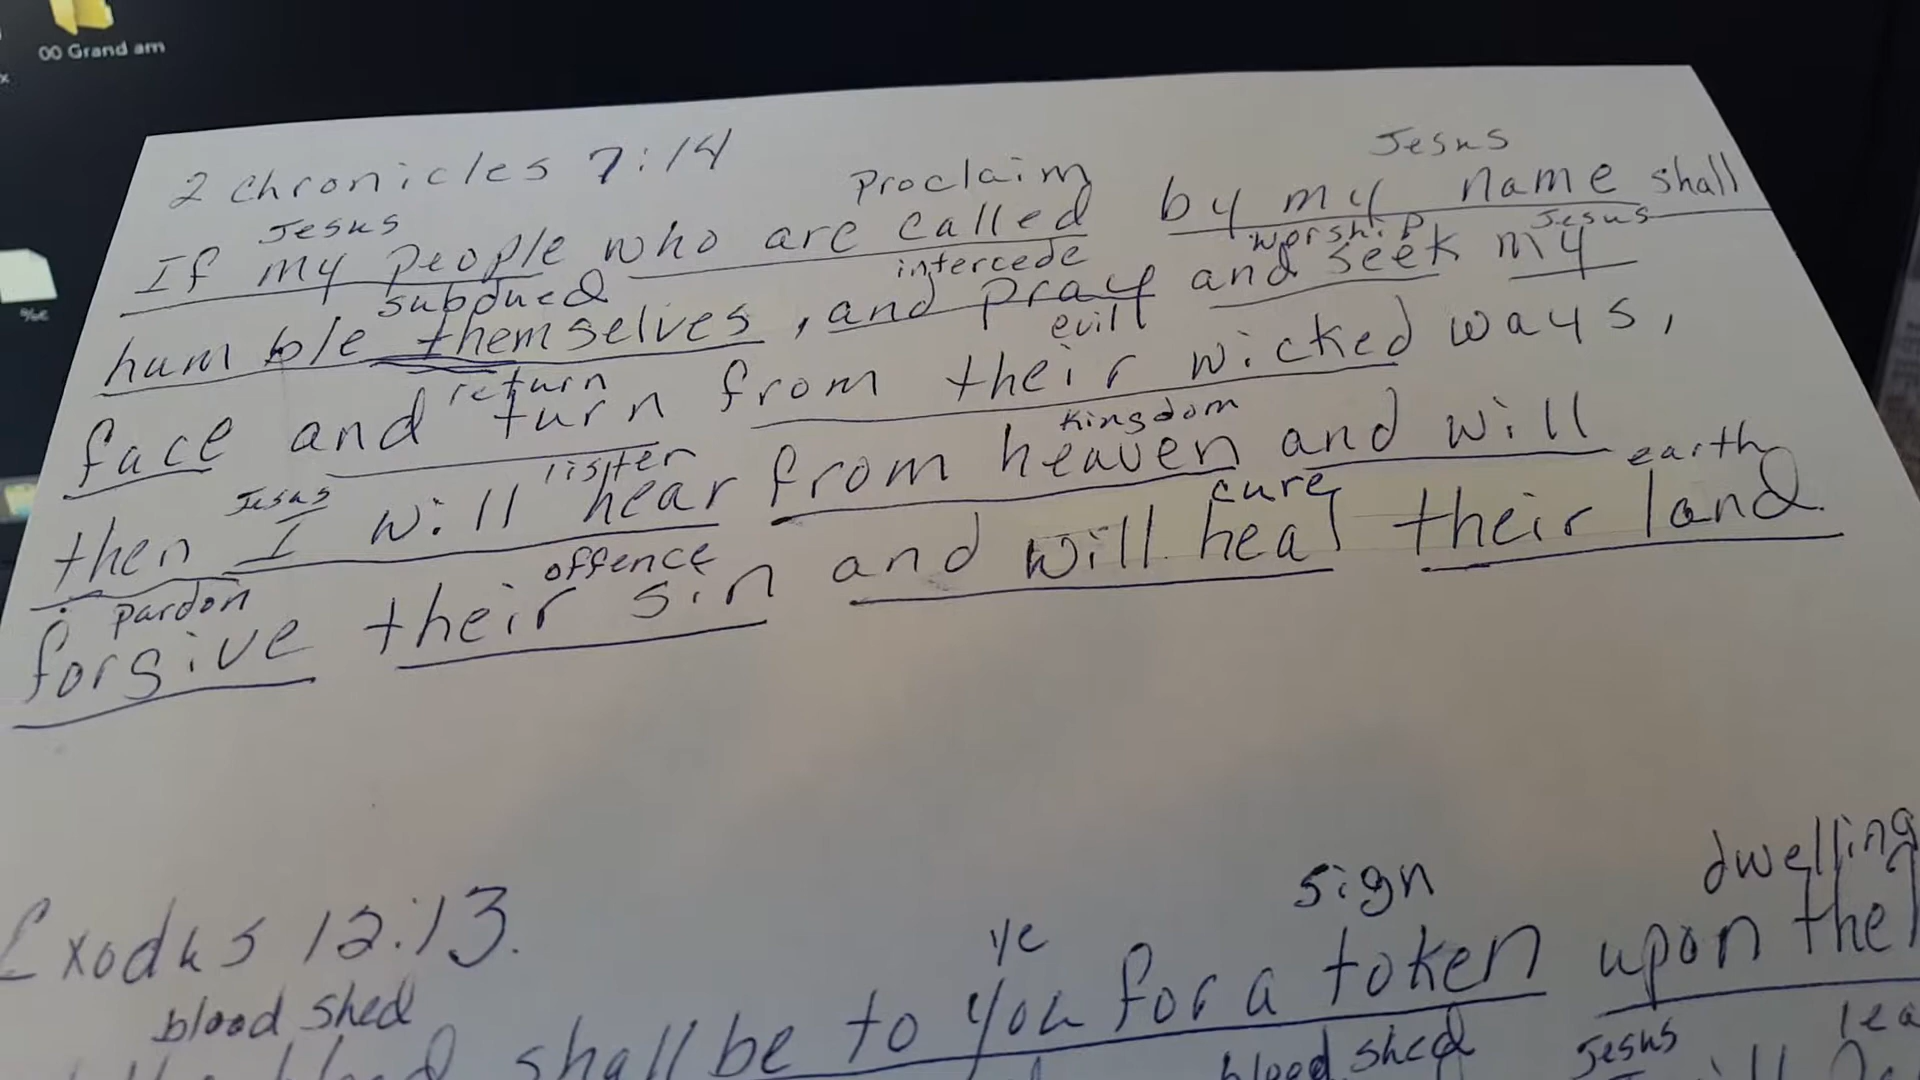 00 Grand am
2 Chronicles 7:14
Proclaim
Jesus
Jesus
If my people who are called by my name shall
subdued
intercede
worship
Jesus
humble themselves, and pray and seek my
return
evill
face and turn from their wicked ways,
Jesus
lisften
Kingdom
then I will hear from heaven and will
pardon
offence
cure
earth
forgive their sin and will heal their land
Exodus 12:13.
blood shed
ye
sign
dwelling
shall be to you for a token upon the
blood shed
Jesus